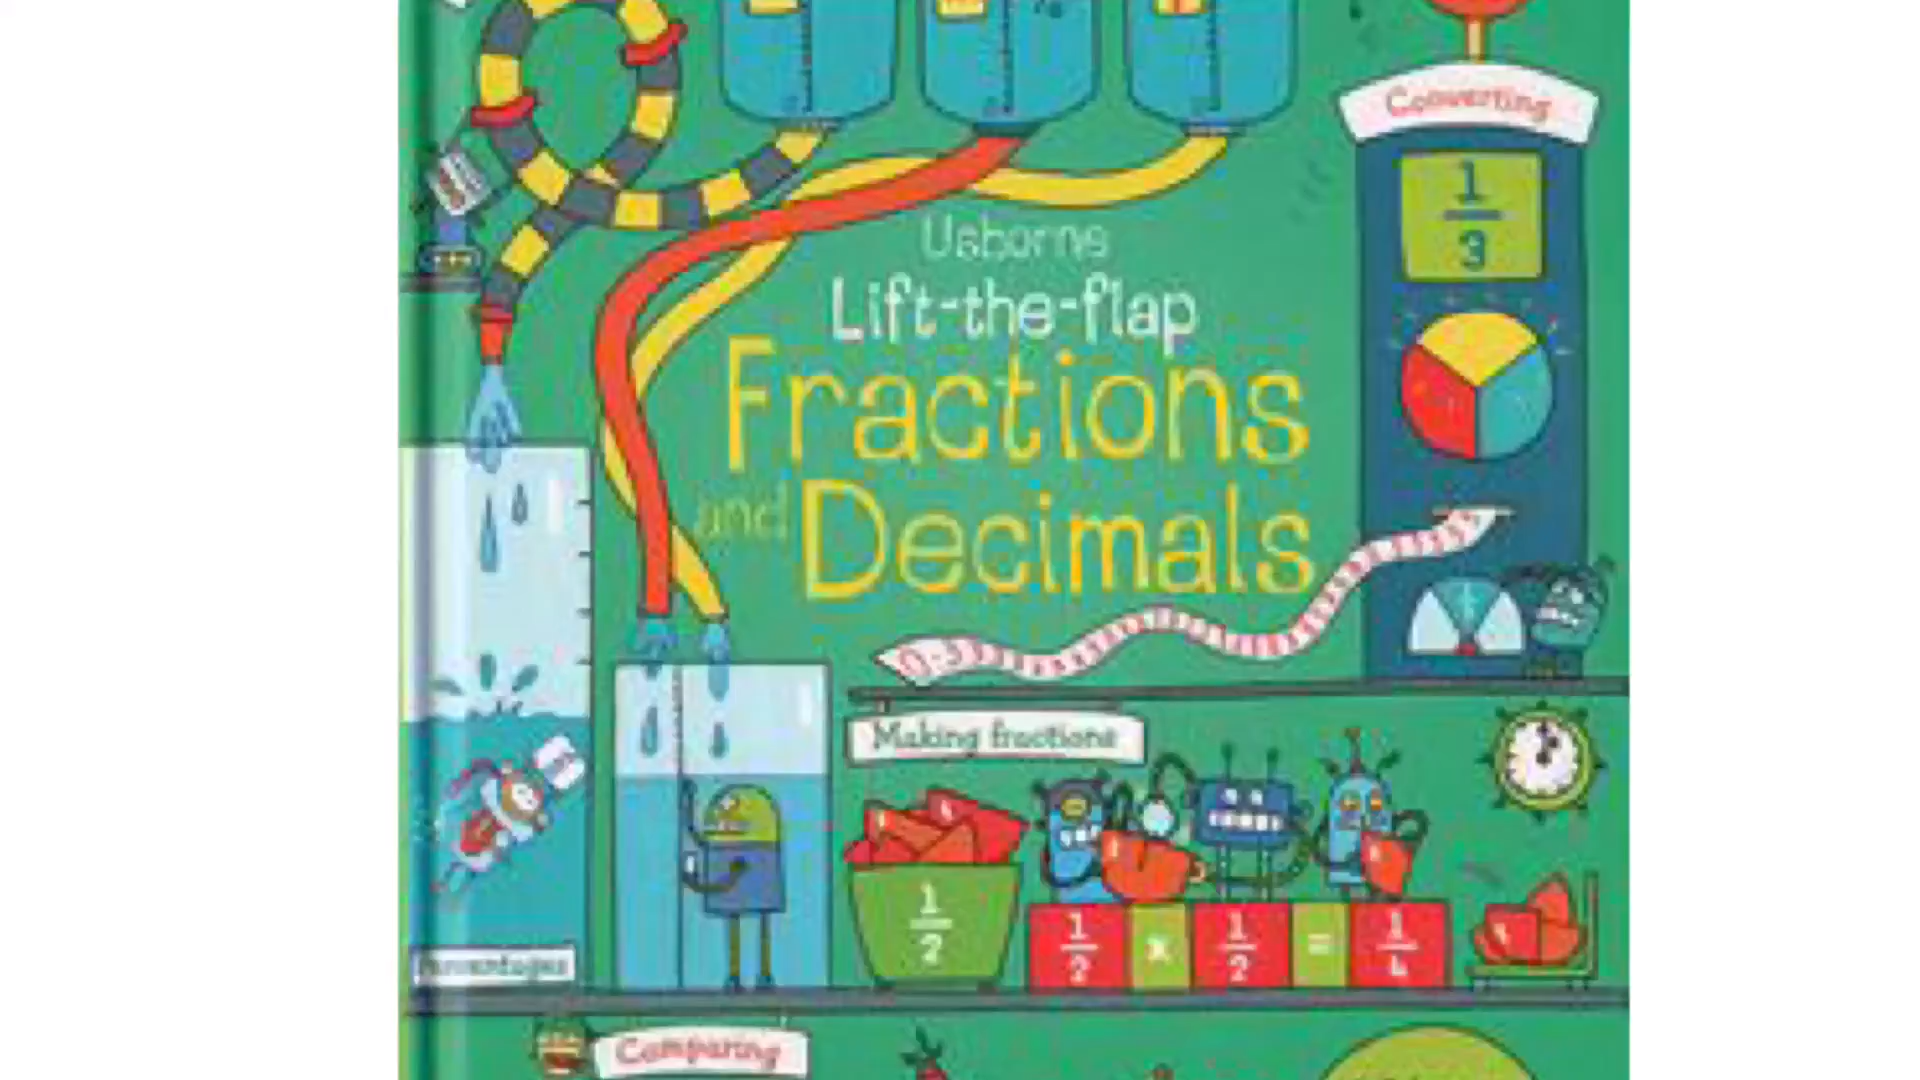 Converting
1
3
Usborne
Lift-the-flap
Fractions
and Decimals
Making fractions
1
2
1
2
x
1
2
=
1
4
Percentages
Comparing